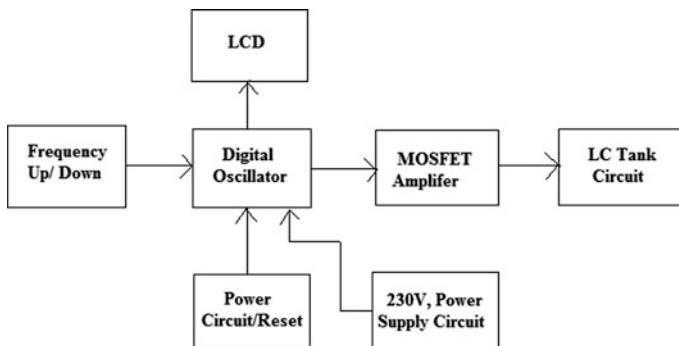 LCD
Frequency
Up/ Down
Digital
Oscillator
MOSFET
Amplifer
LC Tank
Circuit
Power
Circuit/Reset
230V, Power
Supply Circuit